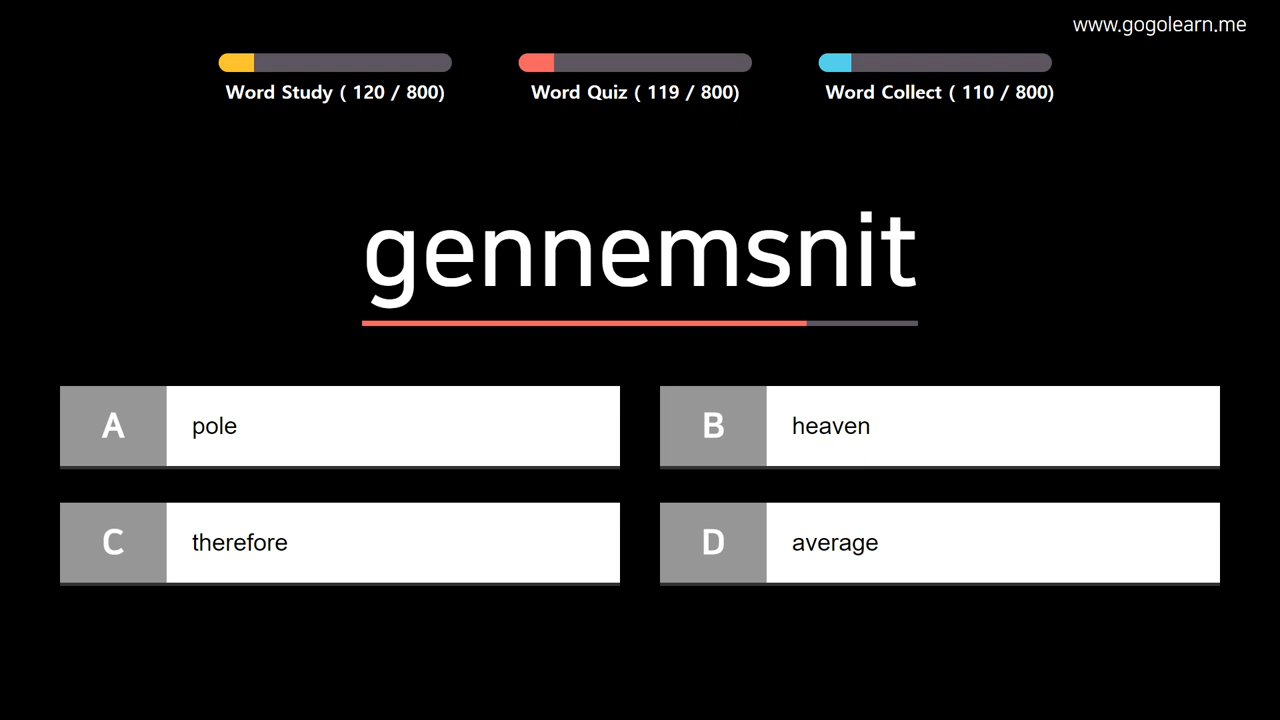 www.gogolearn.me
Word Study ( 120 / 800)
Word Quiz ( 119 / 800)
Word Collect ( 110 / 800)
gennemsnit
A pole
B heaven
C therefore
D average